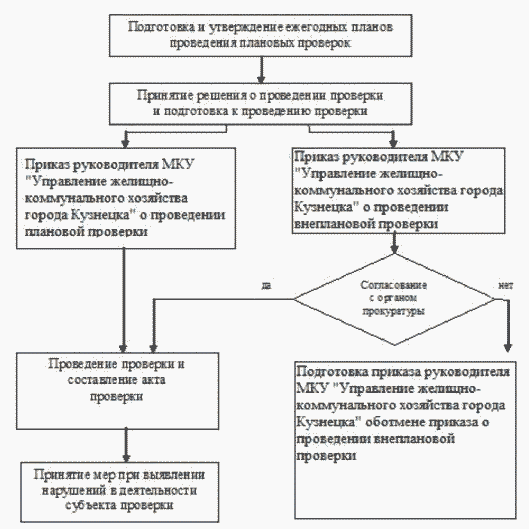 Подготовка и утверждение ежегодных планов
проведения плановых проверок
Принятие решения о проведении проверки
и подготовка к проведению проверки
Приказ руководителя МКУ
"Управление желищно-
коммунального хозяйства
города Кузнецка" о проведении
плановой проверки
Приказ руководителя МКУ
"Управление желищно-
коммунального хозяйства города
Кузнецка" о проведении
внеплановой проверки
да
Согласование
с органом
прокуратуры
нет
Проведение проверки и
составление акта
проверки
Подготовка приказа руководителя
МКУ "Управление желищно-
коммунального хозяйства города
Кузнецка" оботмене приказа о
проведении внеплановой
проверки
Принятие мер при выявлении
нарушений в деятельности
субъекта проверки